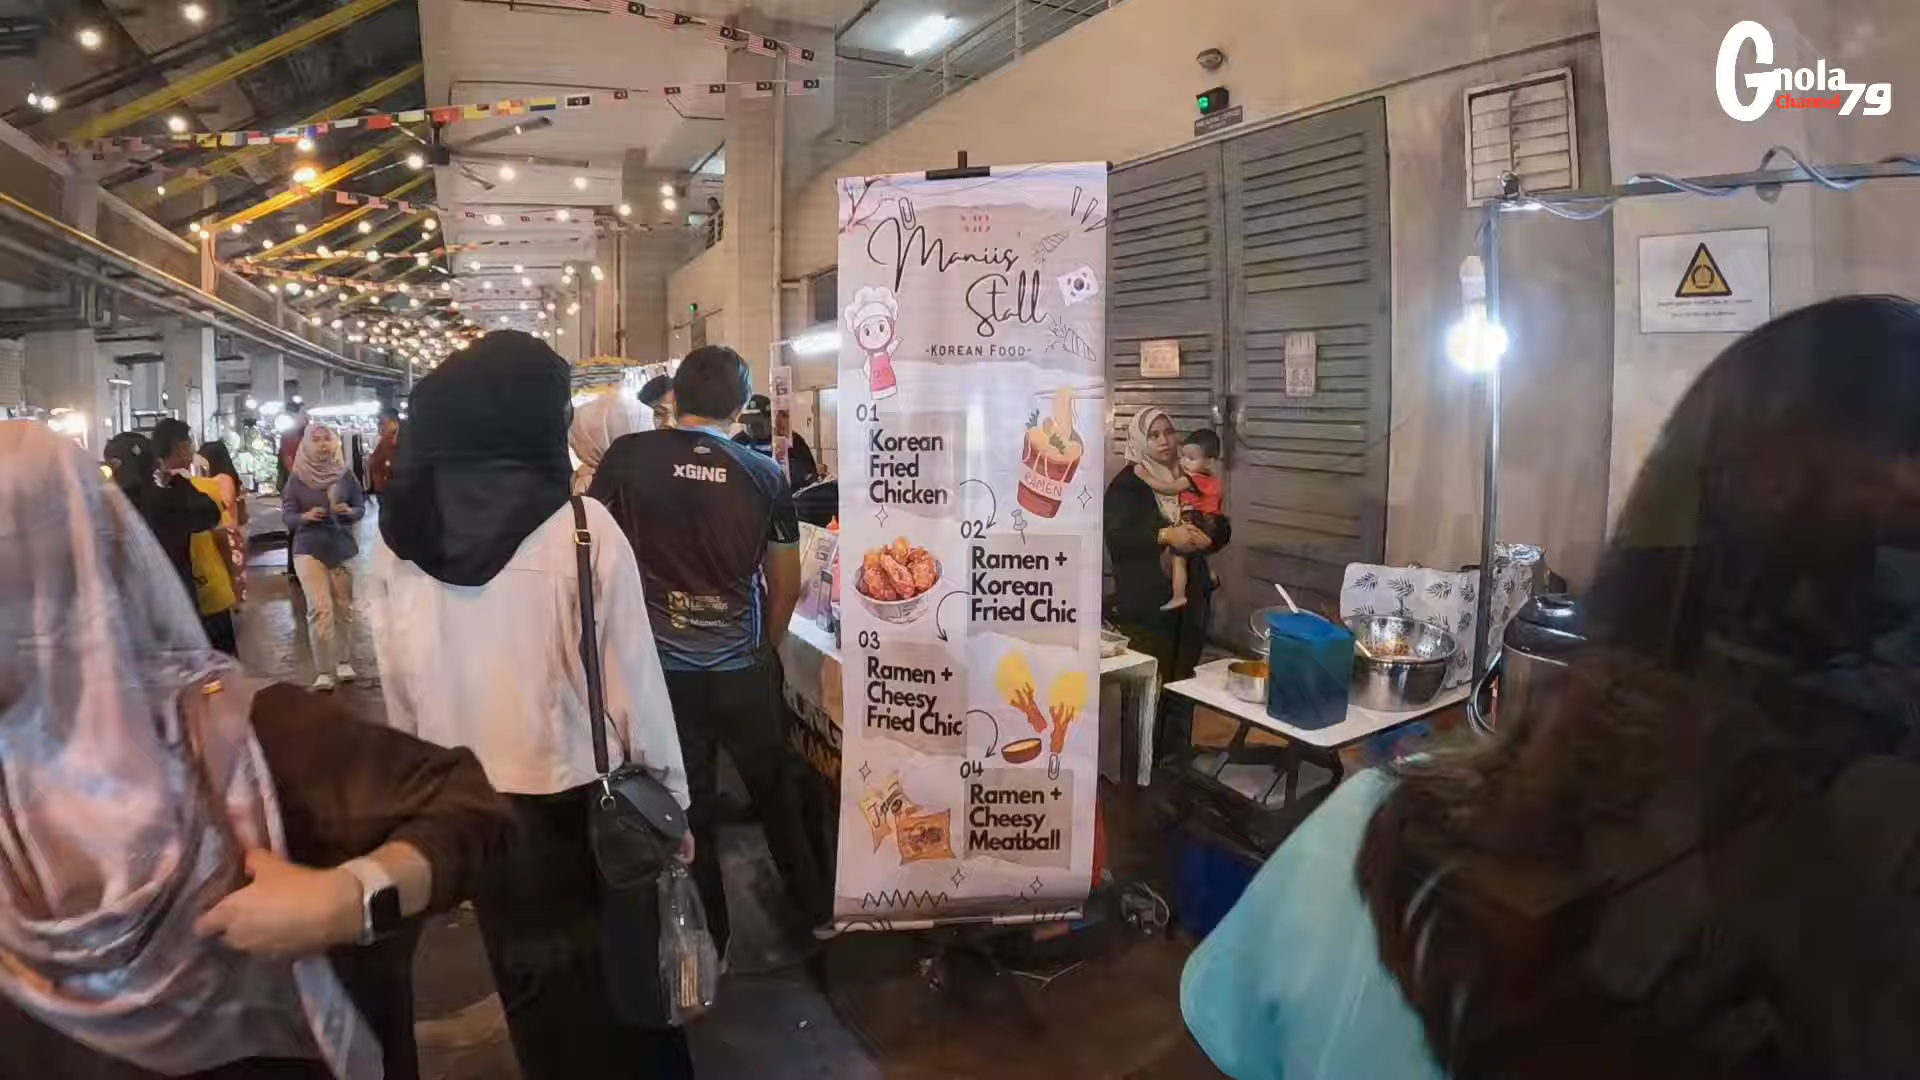 Gnola
Channel 79
Maniis'
Stall
-KOREAN FOOD-
01
Korean
Fried
Chicken
RAMEN
02
Ramen +
Korean
Fried Chic
03
Ramen +
Cheesy
Fried Chic
04
Ramen +
Cheesy
Meatball
XGING